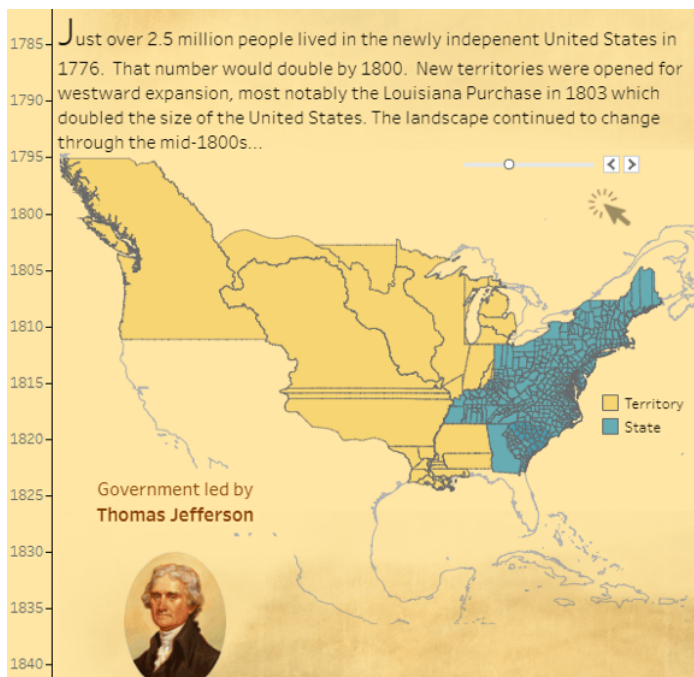 Just over 2.5 million people lived in the newly indepenent United States in
1776. That number would double by 1800. New territories were opened for
westward expansion, most notably the Louisiana Purchase in 1803 which
doubled the size of the United States. The landscape continued to change
through the mid-1800s...
1785
1790
1795
1800
1805
1810
1815
1820
1825
1830
1835
1840
Territory
State
Government led by
Thomas Jefferson